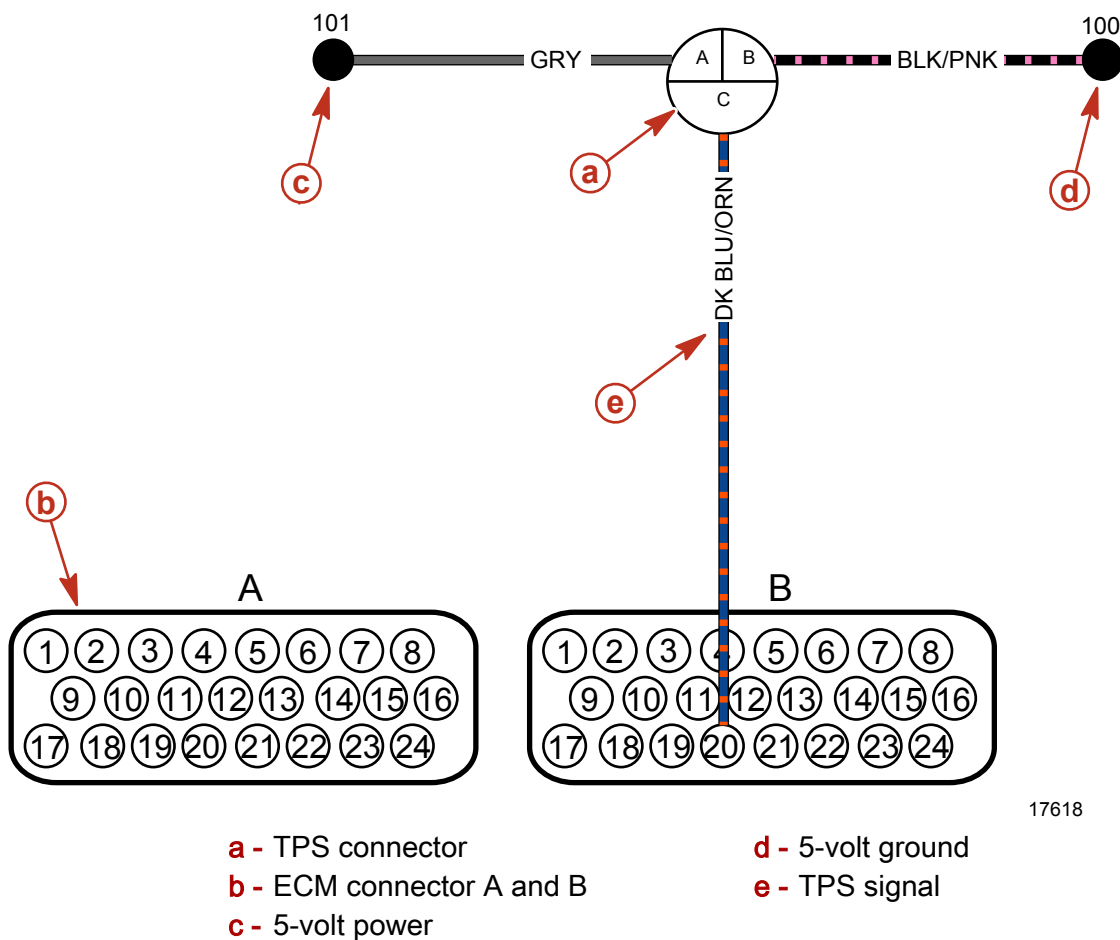 101
100
GRY
A
B
BLK/PNK
C
c
a
d
DK BLU/ORN
e
b
A
B
1 2 3 4 5 6 7 8
9 10 11 12 13 14 15 16
17 18 19 20 21 22 23 24
1 2 3 4 5 6 7 8
9 10 11 12 13 14 15 16
17 18 19 20 21 22 23 24
17618
a - TPS connector
b - ECM connector A and B
c - 5-volt power
d - 5-volt ground
e - TPS signal